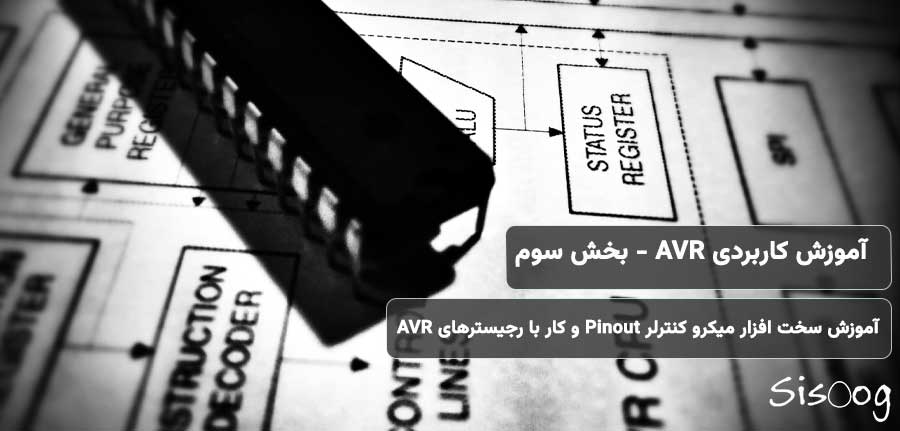 GENERAL
PURPOSE
REGISTER
ALU
STATUS
REGISTER
SPI
آموزش کاربردی AVR - بخش سوم
آموزش سخت افزار میکرو کنترلر Pinout و کار با رجیسترهای AVR
INSTRUCTION
DECODER
CONTROL
LINES
AVR CPU
Sisoog